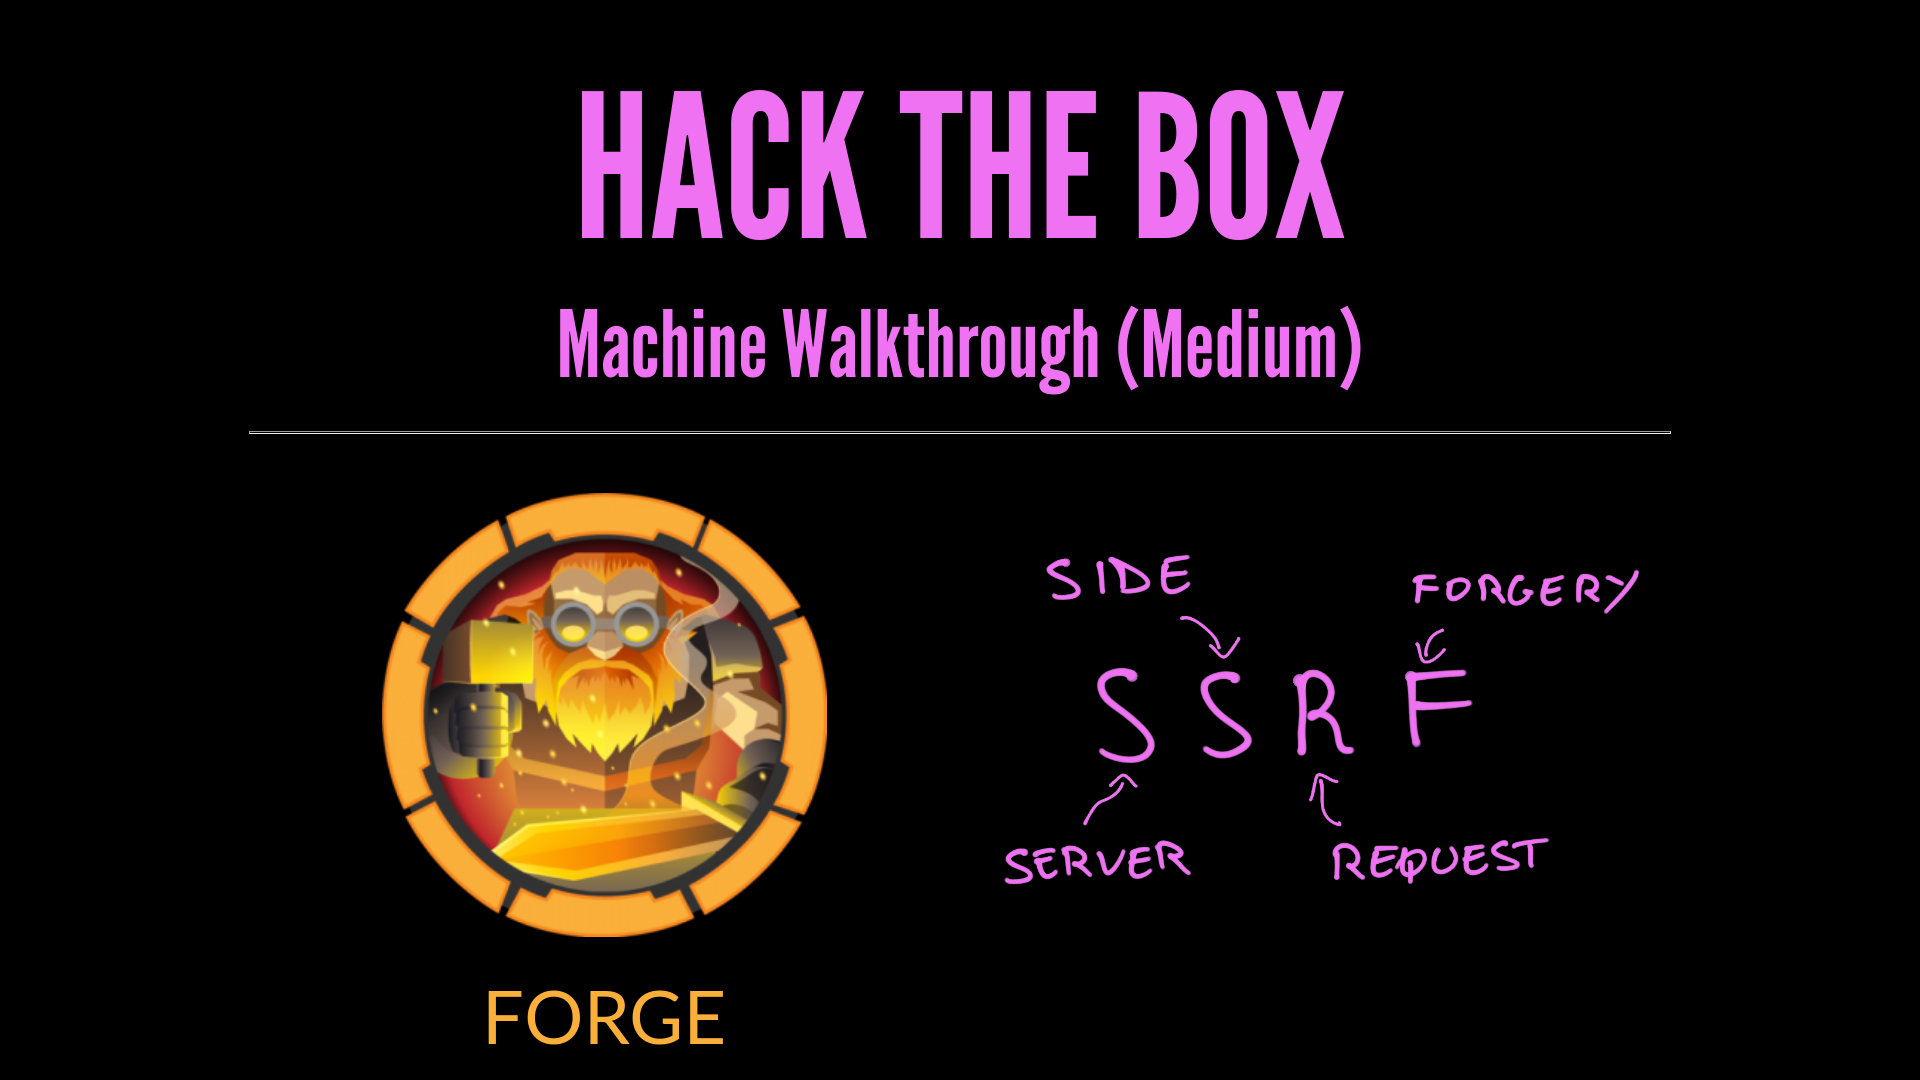 HACK THE BOX
Machine Walkthrough (Medium)
SIDE
FORGERY
SSRF
SERVER
REQUEST
FORGE